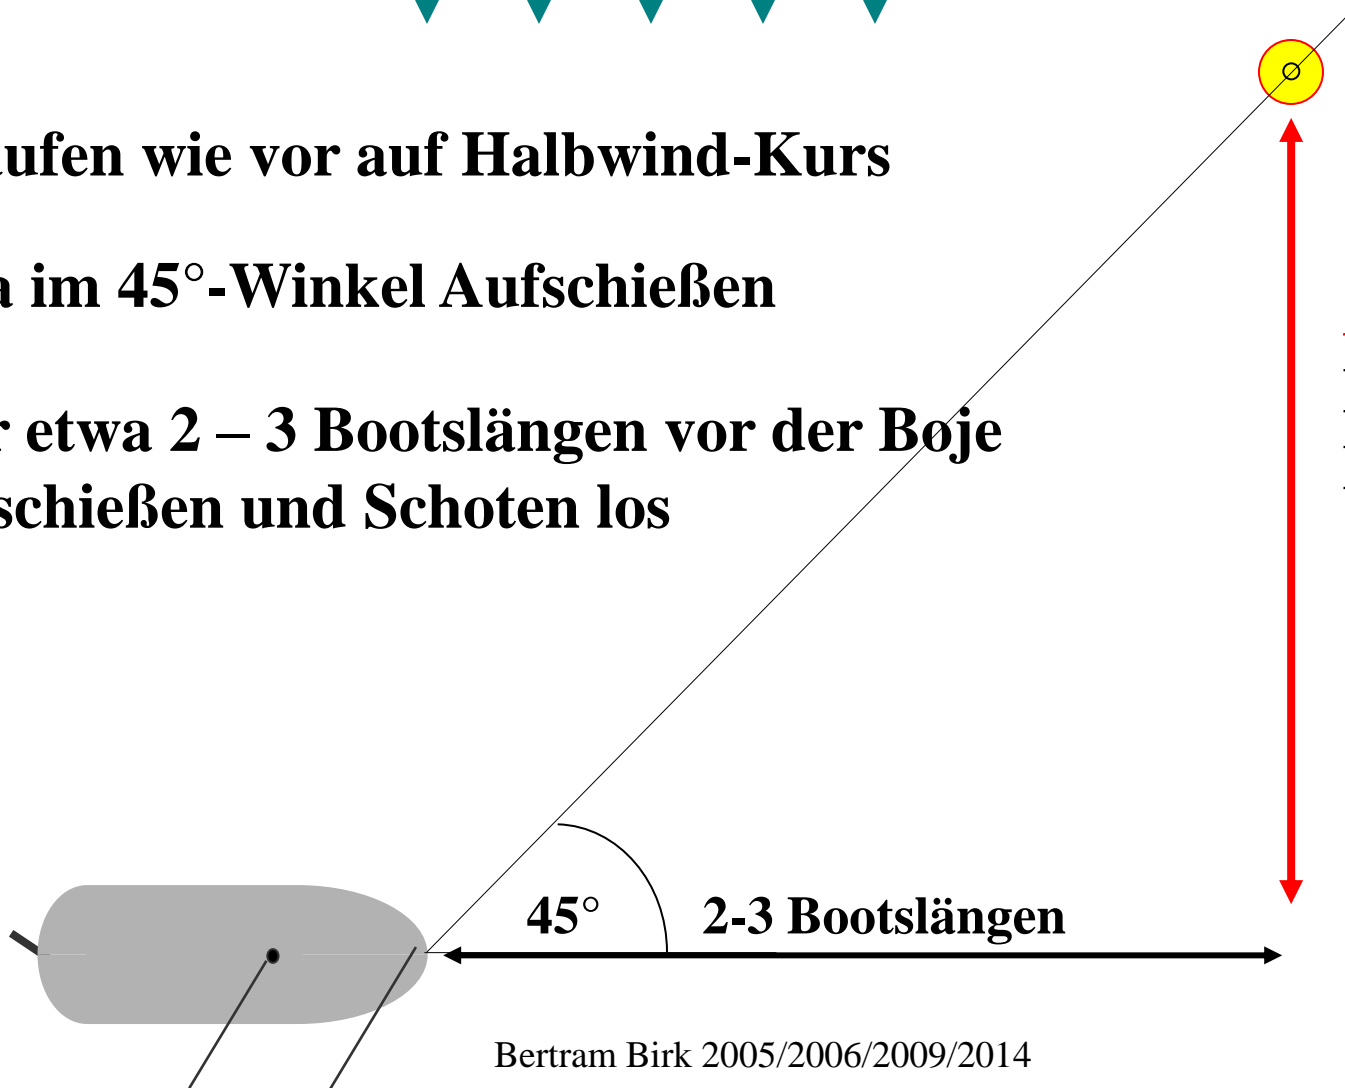 ufen wie vor auf Halbwind-Kurs
a im 45°-Winkel Aufschießen
r etwa 2 – 3 Bootslängen vor der Boje
schießen und Schoten los
45°
2-3 Bootslängen
Bertram Birk 2005/2006/2009/2014